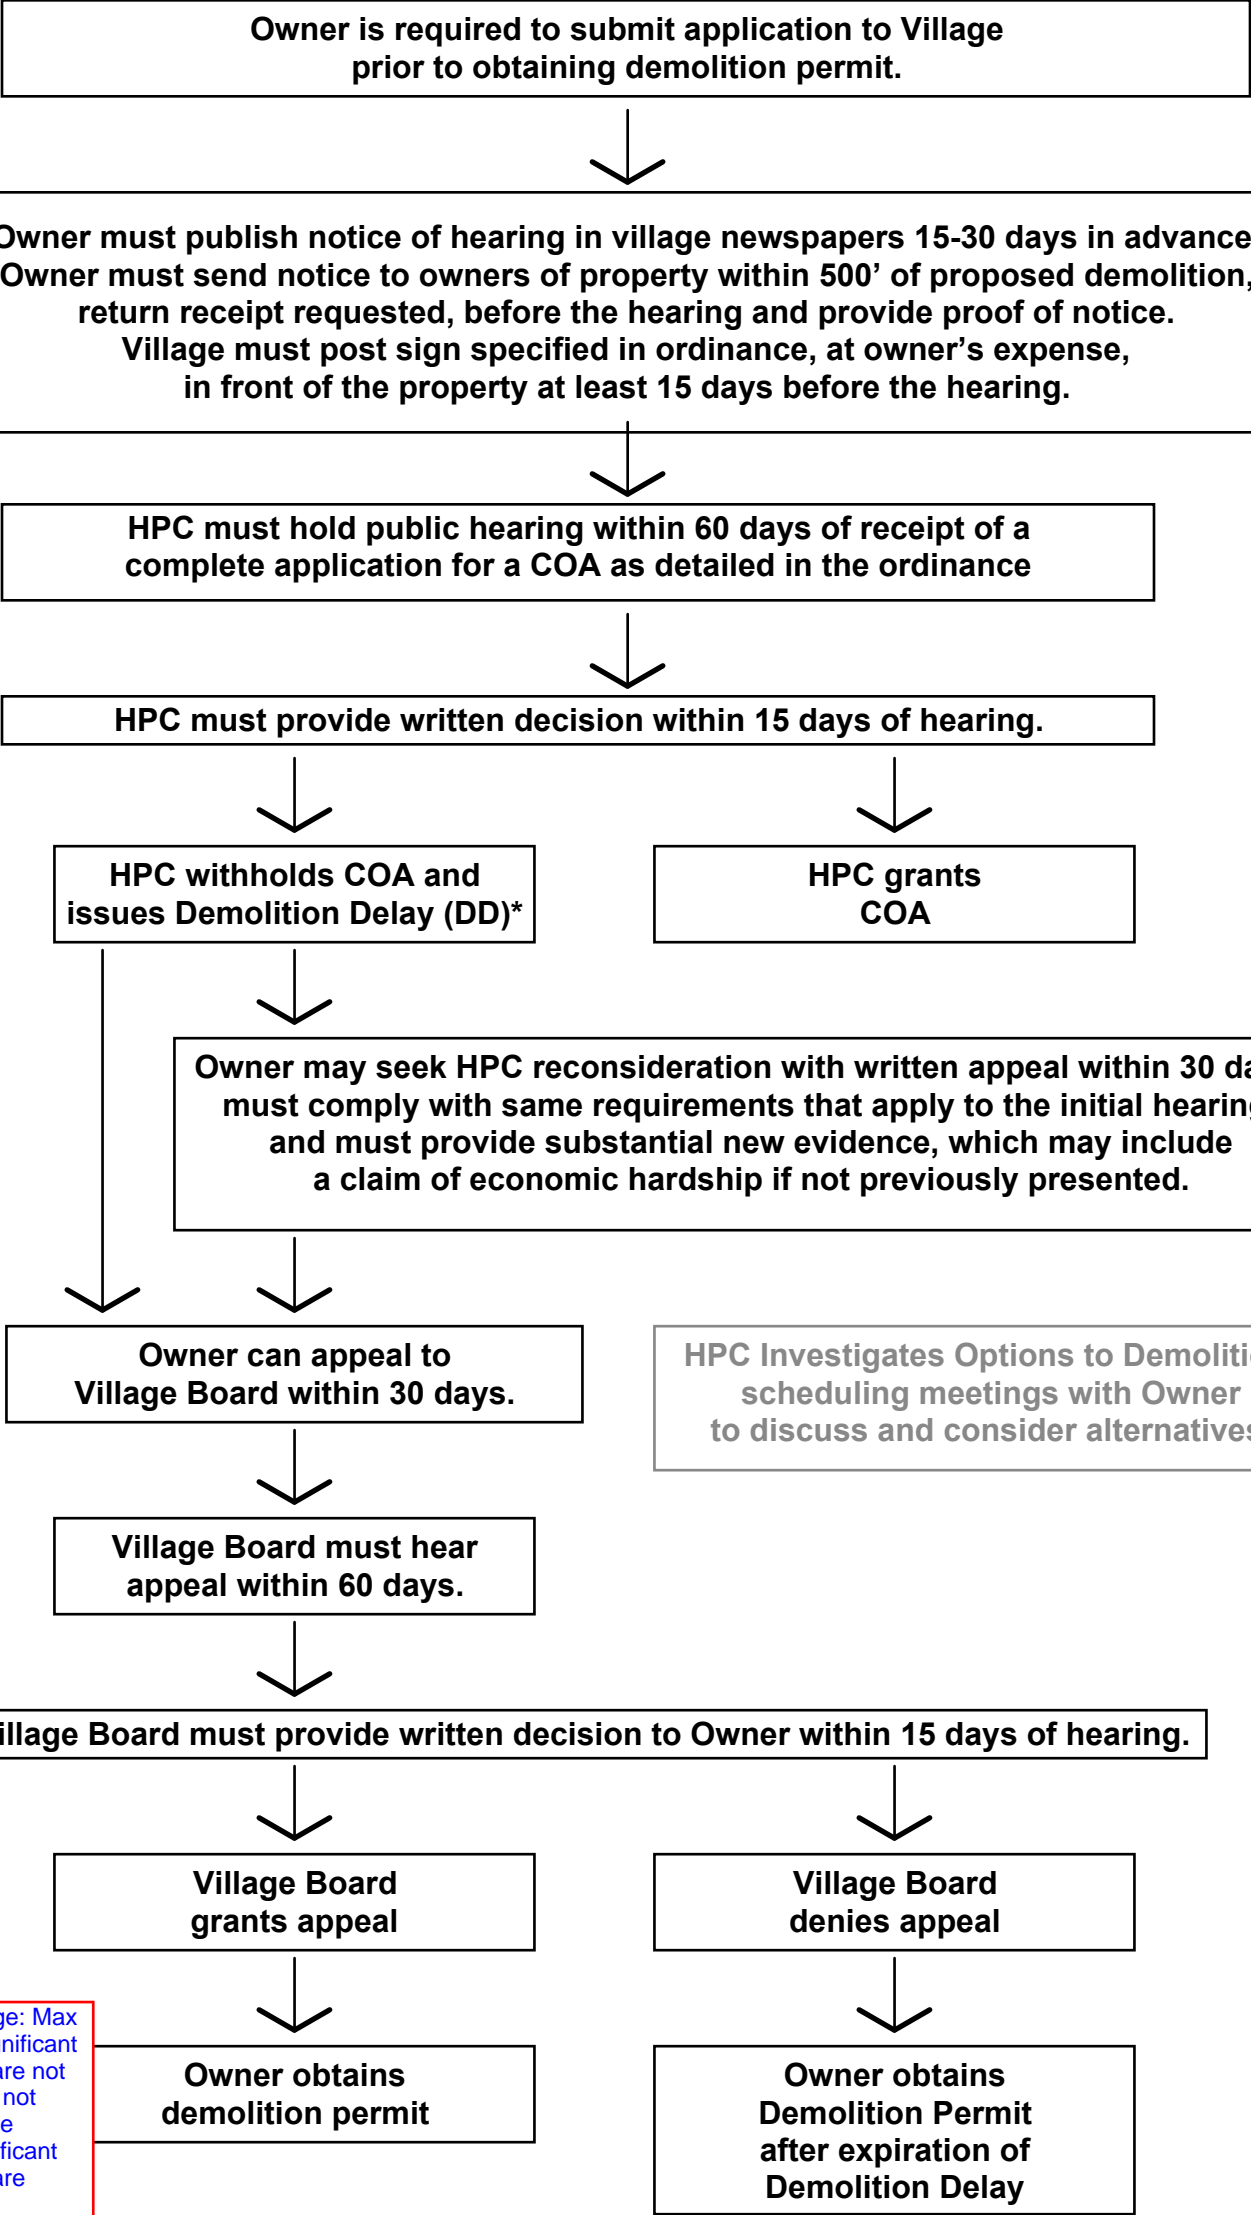 Owner is required to submit application to Village
prior to obtaining demolition permit.
Owner must publish notice of hearing in village newspapers 15-30 days in advance
Owner must send notice to owners of property within 500’ of proposed demolition,
return receipt requested, before the hearing and provide proof of notice.
Village must post sign specified in ordinance, at owner’s expense,
in front of the property at least 15 days before the hearing.
HPC must hold public hearing within 60 days of receipt of a
complete application for a COA as detailed in the ordinance
HPC must provide written decision within 15 days of hearing.
HPC withholds COA and
issues Demolition Delay (DD)*
HPC grants
COA
Owner may seek HPC reconsideration with written appeal within 30
must comply with same requirements that apply to the initial hearing
and must provide substantial new evidence, which may include
a claim of economic hardship if not previously presented.
Owner can appeal to
Village Board within 30 days.
HPC Investigates Options to
scheduling meetings with Owner
to discuss and consider alternatives
Village Board must hear
appeal within 60 days.
Board must provide written decision to Owner within 15 days of hearing.
Village Board
grants appeal
Village Board
denies appeal
Max
are not
not
are
Owner obtains
demolition permit
Owner obtains
Demolition Permit
after expiration of
Demolition Delay